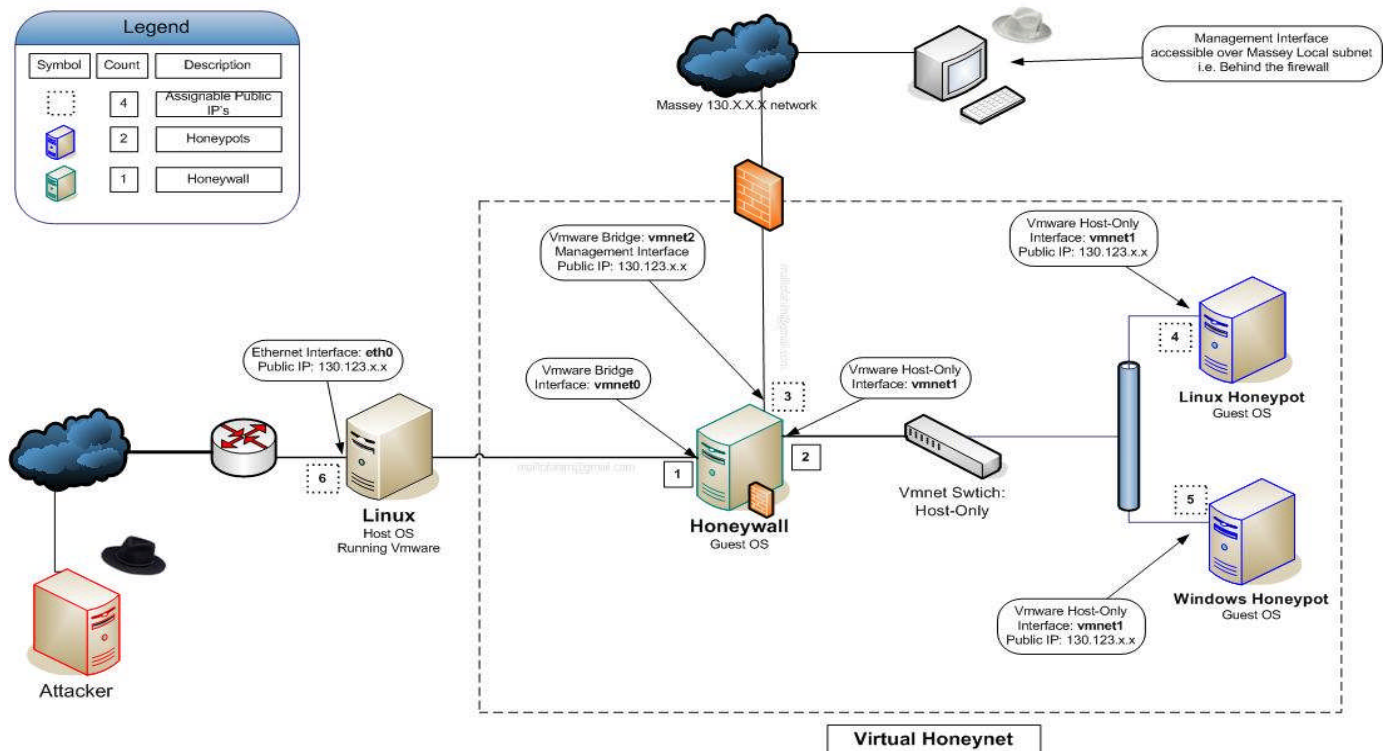 Legend
Symbol
Count
Description
4
Assignable Public
IP's
2
Honeypots
1
Honeywall
Massey 130.X.X.X network
Management Interface
accessible over Massey Local subnet
i.e. Behind the firewall
Vmware Bridge: vmnet2
Management Interface
Public IP: 130.123.x.x
Vmware Host-Only
Interface: vmnet1
Public IP: 130.123.x.x
Ethernet Interface: eth0
Public IP: 130.123.x.x
Vmware Bridge
Interface: vmnet0
Vmware Host-Only
Interface: vmnet1
3
4
Linux Honeypot
Guest OS
6
Linux
Host OS
Running Vmware
1
2
Honeywall
Guest OS
Vmnet Swtich:
Host-Only
5
Windows Honeypot
Guest OS
Vmware Host-Only
Interface: vmnet1
Public IP: 130.123.x.x
Attacker
Virtual Honeynet